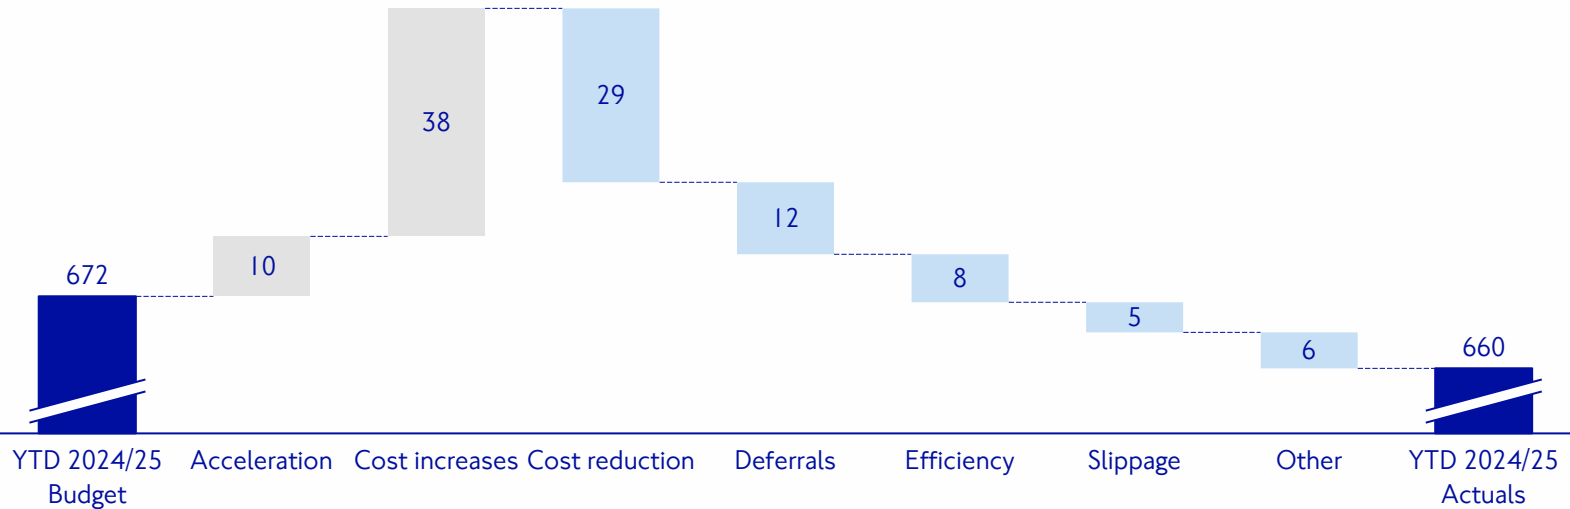 38
29
12
10
672
8
5
6
660
YTD 2024/25
Budget
Acceleration
Cost increases
Cost reduction
Deferrals
Efficiency
Slippage
Other
YTD 2024/25
Actuals